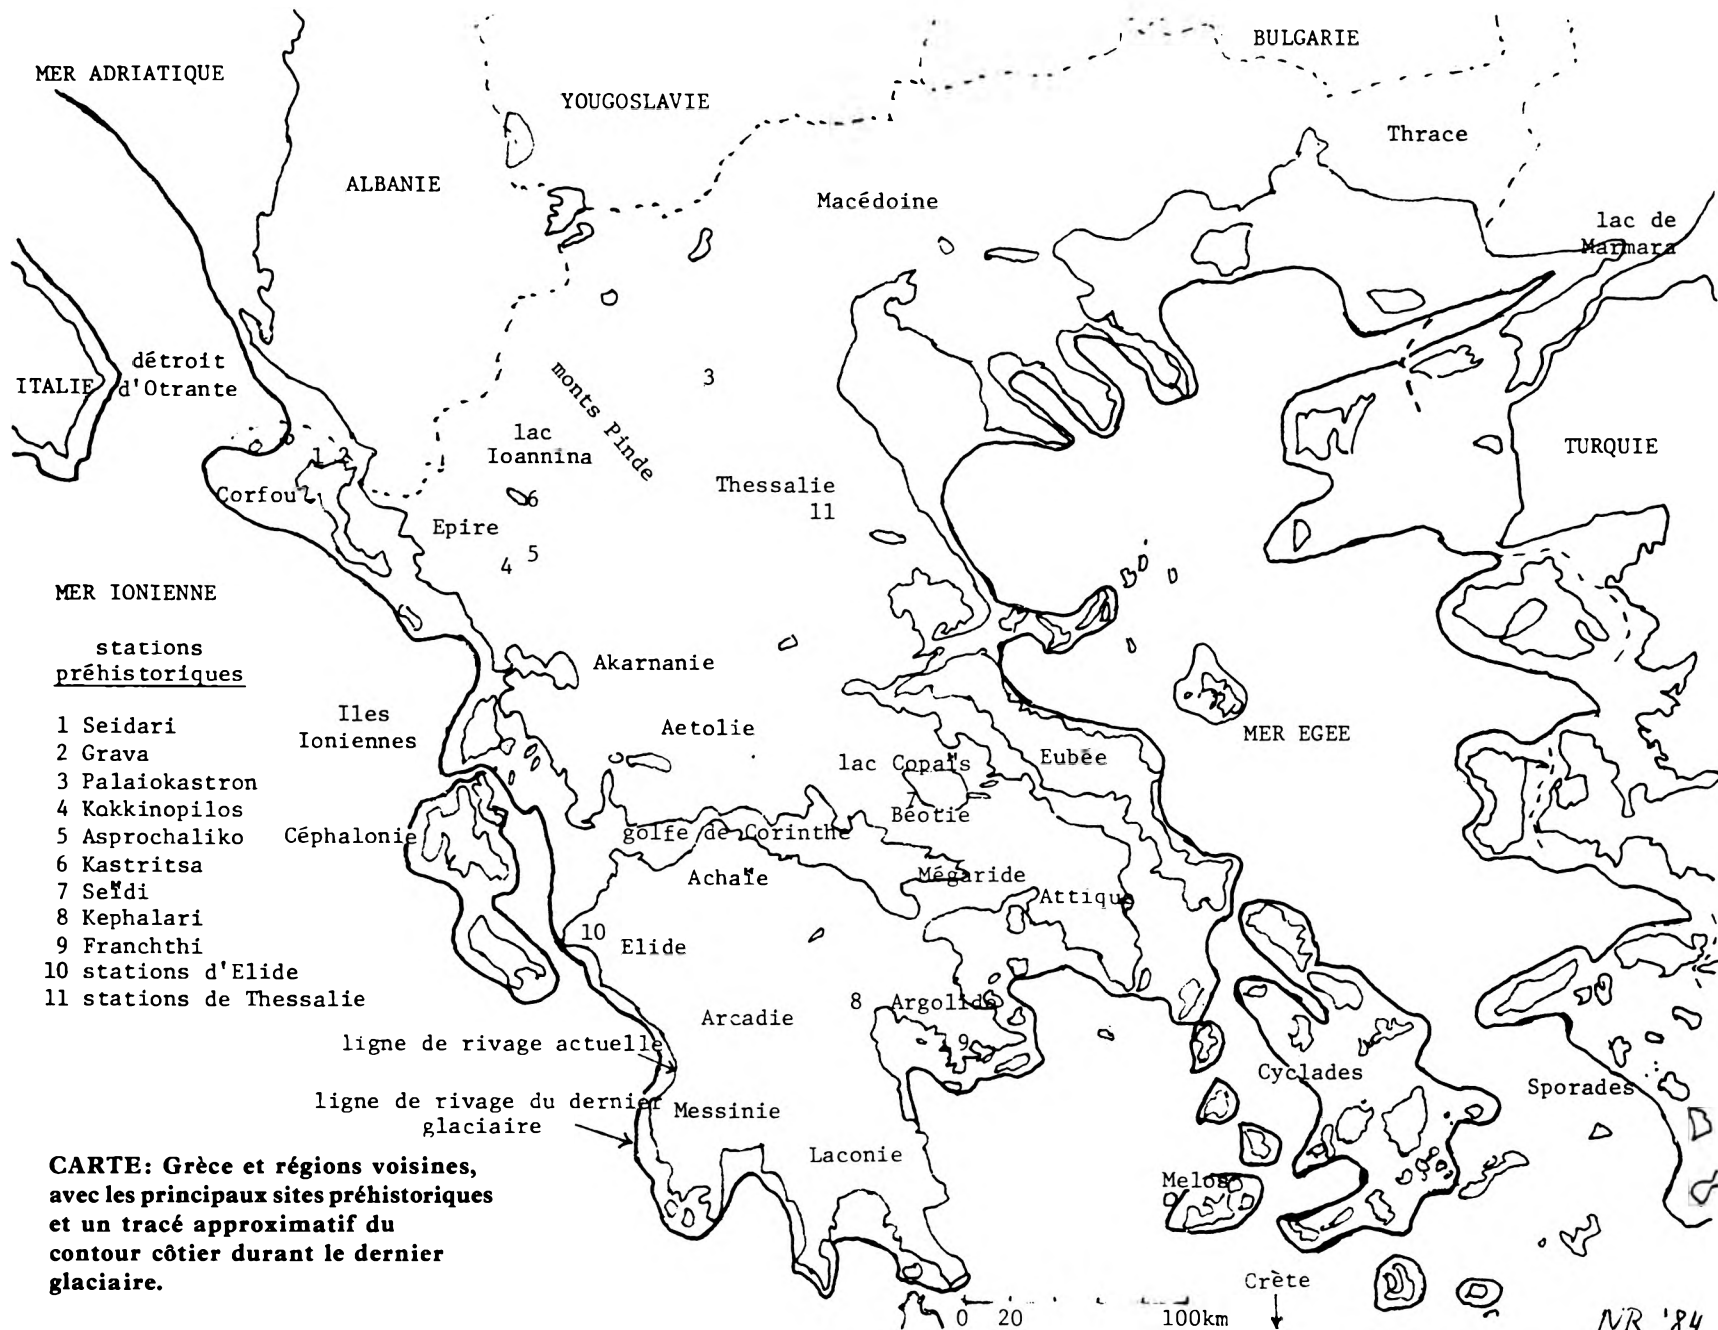 BULGARIE
MER ADRIATIQUE
YOUGOSLAVIE
Thrace
ALBANIE
Macédoine
lac de
Marmara
détroit
d'Otrante
ITALIE
monts Pinde
3
lac
Ioannina
1 2
TURQUIE
Corfou
6
Thessalie
11
Epire
4 5
MER IONIENNE
stations
préhistoriques
1 Seidari
2 Grava
3 Palaiokastron
4 Kokkinopilos
5 Asprochaliko
6 Kastritsa
7 Seïdi
8 Kephalari
9 Franchthi
10 stations d'Elide
11 stations de Thessalie
Akarnanie
Iles
Ioniennes
Aetolie
MER EGEE
Eubée
lac Copaïs
7
Béotie
Céphalonie
golfe de Corinthe
Achaïe
Mégaride
Attique
10
Elide
8 Argolide
Arcadie
9
ligne de rivage actuelle
Cyclades
Sporades
ligne de rivage du dernier
glaciaire
Messinie
Laconie
Melos
CARTE: Grèce et régions voisines,
avec les principaux sites préhistoriques
et un tracé approximatif du
contour côtier durant le dernier
glaciaire.
Crète
0 20 100km
NR '84